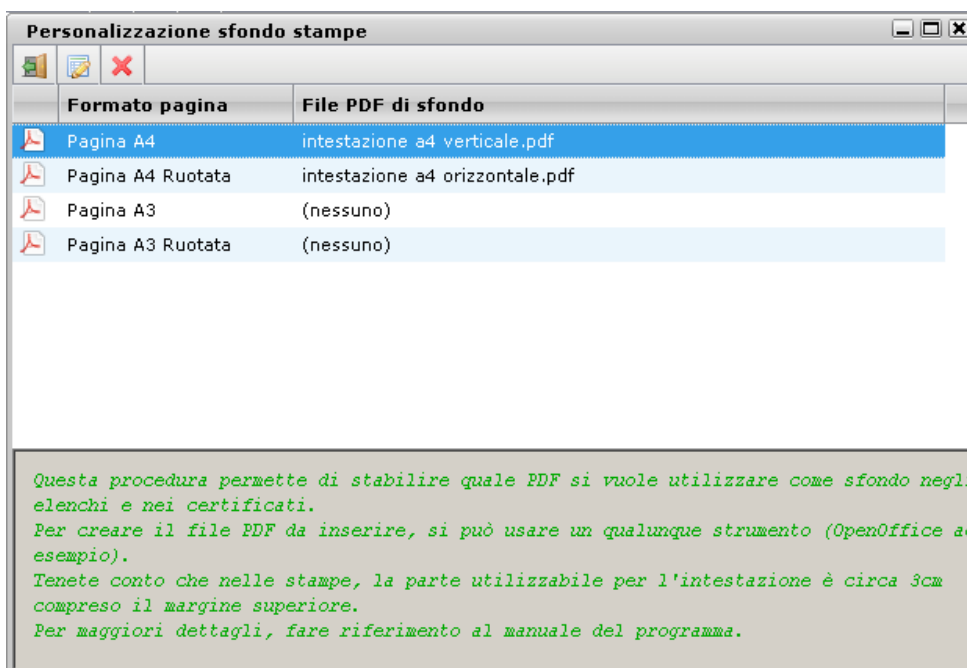 Personalizzazione sfondo stampe
Formato pagina File PDF di sfondo
Pagina A4 intestazione a4 verticale.pdf
Pagina A4 Ruotata intestazione a4 orizzontale.pdf
Pagina A3 (nessuno)
Pagina A3 Ruotata (nessuno)
Questa procedura permette di stabilire quale PDF si vuole utilizzare come sfondo negl
elenchi e nei certificati.
Per creare il file PDF da inserire, si può usare un qualunque strumento (OpenOffice a
esempio).
Tenete conto che nelle stampe, la parte utilizzabile per l'intestazione è circa 3cm
compreso il margine superiore.
Per maggiori dettagli, fare riferimento al manuale del programma.